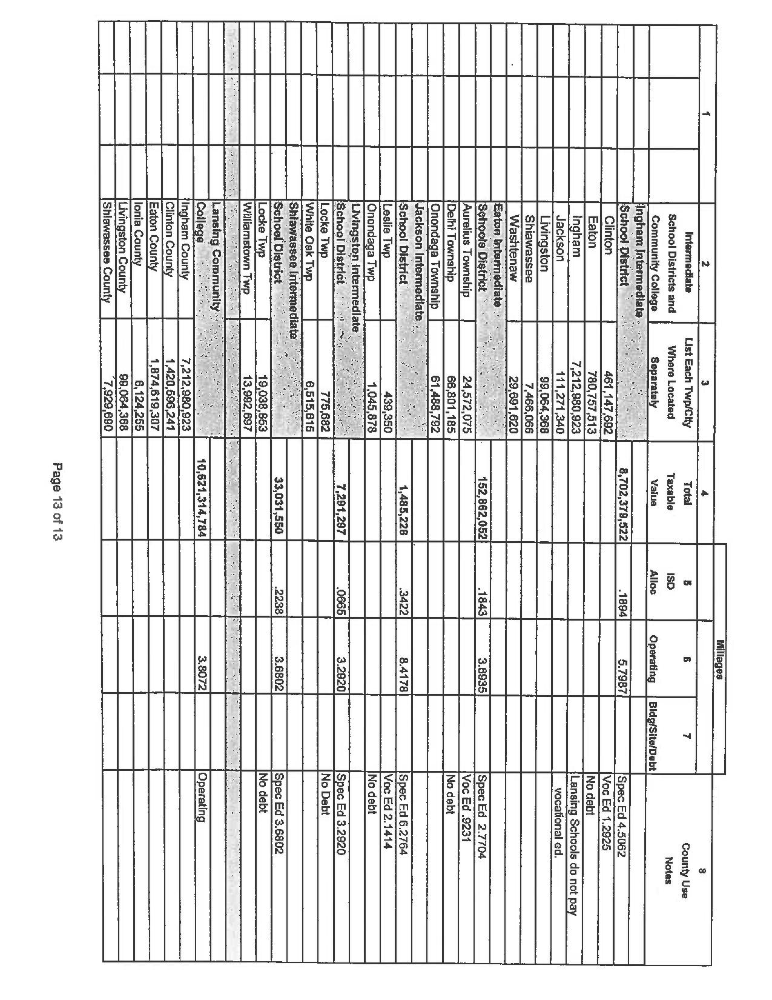 Millages
1 2 3 4 5 6 7 8
Intermediate List Each Twp/City Total County Use
School Districts and Where Located Taxable ISD Notes
Community College Separately Value Alloc Operating Bldg/Site/Debt
Ingham Intermediate
School District 8,702,379,522 .1894 5.7987 Spec Ed 4.5062
Clinton 461,147,692 Voc Ed 1.2925
Eaton 780,757,513 No debt
Ingham 7,212,980,923 Lansing Schools do not pay
Jackson 111,271,340 vocational ed.
Livingston 99,064,368
Shiawassee 7,466,066
Washtenaw 29,691,620
Eaton Intermediate
Schools District 152,862,052 .1843 3.6935 Spec Ed 2.7704
Aurelius Township 24,572,075 Voc Ed .9231
Delhi Township 66,801,185 No debt
Onondaga Township 61,488,792
Jackson Intermediate
School District 1,485,228 .3422 8.4178 Spec Ed 6.2764
Leslie Twp 439,350 Voc Ed 2.1414
Onondaga Twp 1,045,878 No debt
Livingston Intermediate
School District 7,291,297 .0665 3.2920 Spec Ed 3.2920
Locke Twp 775,682 No Debt
White Oak Twp 6,515,615
Shiawassee Intermediate
School District 33,031,550 .2238 3.6802 Spec Ed 3.6802
Locke Twp 19,038,853 No debt
Williamstown Twp 13,992,697
Lansing Community
College 10,621,314,784 3.8072 Operating
Ingham County 7,212,980,923
Clinton County 1,420,596,241
Eaton County 1,874,619,307
Ionia County 6,124,255
Livingston County 99,064,368
Shiawassee County 7,929,690
Page 13 of 13